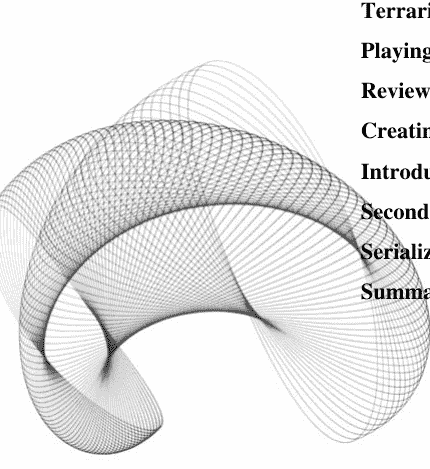 Terrari
Playing
Review
Creatin
Introdu
Second
Serializ
Summa